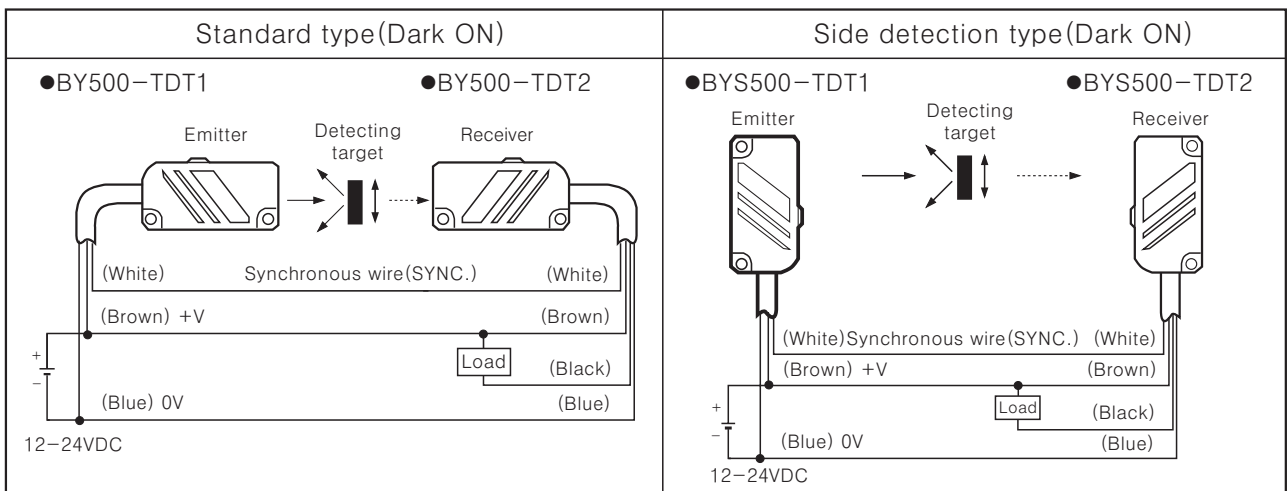 Standard type(Dark ON)
●BY500-TDT1 ●BY500-TDT2
Emitter Detecting target Receiver
(White) Synchronous wire(SYNC.) (White)
(Brown) +V (Brown)
+
Load
(Black)
−
(Blue) 0V (Blue)
12-24VDC
Side detection type(Dark ON)
●BYS500-TDT1 ●BYS500-TDT2
Emitter Detecting target Receiver
(White)Synchronous wire(SYNC.) (White)
(Brown) +V (Brown)
+
Load
(Black)
−
(Blue) 0V (Blue)
12-24VDC